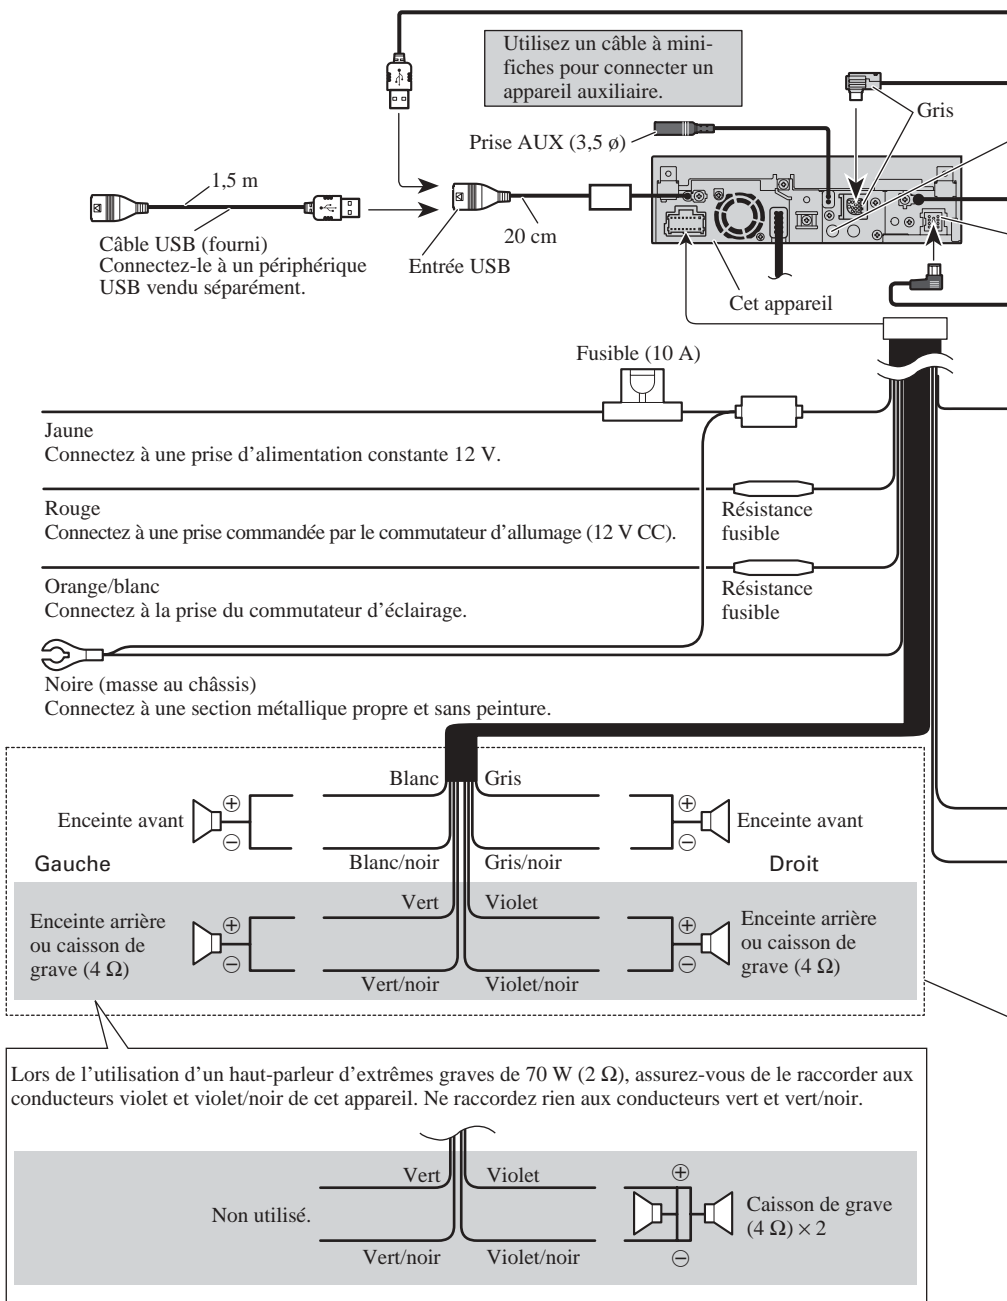 Utilisez un câble à mini-
fiches pour connecter un
appareil auxiliaire.
Gris
Prise AUX (3,5 ø)
1,5 m
20 cm
Câble USB (fourni)
Connectez-le à un périphérique
USB vendu séparément.
Entrée USB
Cet appareil
Fusible (10 A)
Jaune
Connectez à une prise d’alimentation constante 12 V.
Rouge
Connectez à une prise commandée par le commutateur d’allumage (12 V CC).
Résistance
fusible
Orange/blanc
Connectez à la prise du commutateur d’éclairage.
Résistance
fusible
Noire (masse au châssis)
Connectez à une section métallique propre et sans peinture.
Blanc
Gris
Enceinte avant
⊕
⊖
⊕
⊖
Enceinte avant
Gauche
Blanc/noir
Gris/noir
Droit
Vert
Violet
Enceinte arrière
ou caisson de
grave (4 Ω)
⊕
⊖
⊕
⊖
Enceinte arrière
ou caisson de
grave (4 Ω)
Vert/noir
Violet/noir
Lors de l’utilisation d’un haut-parleur d’extrêmes graves de 70 W (2 Ω), assurez-vous de le raccorder aux
conducteurs violet et violet/noir de cet appareil. Ne raccordez rien aux conducteurs vert et vert/noir.
Vert
Violet
⊕
Non utilisé.
Caisson de grave
(4 Ω) × 2
Vert/noir
Violet/noir
⊖